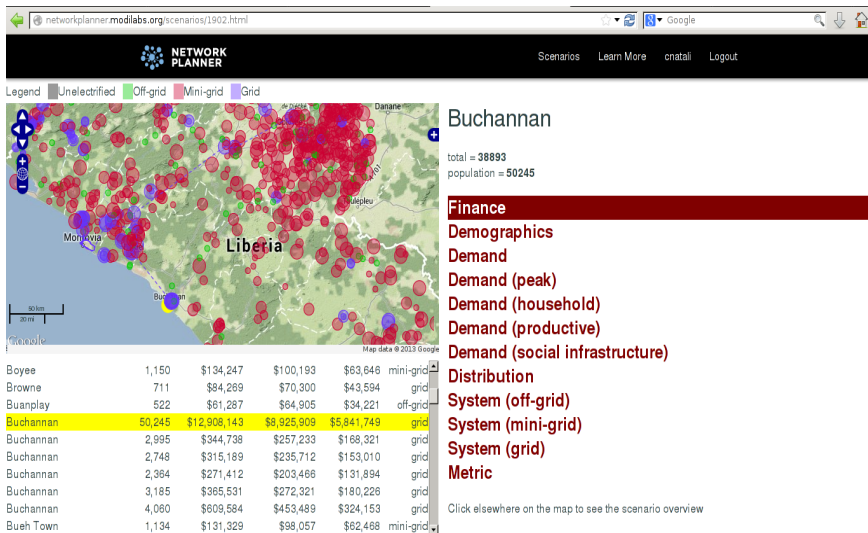 networkplanner.modilabs.org/scenarios/1902.html
Google
NETWORK
PLANNER
Scenarios Learn More cnatali Logout
Legend Unelectrified Off-grid Mini-grid Grid
de Diecke
Danane
A701
Toulepleu
Monrovia
Liberia
Buchanan
50 km
30 mi
Google
Map data © 2013 Google
Boyee 1,150 $134,247 $100,193 $63,646 mini-grid
Browne 711 $84,269 $70,300 $43,594 grid
Buanplay 522 $61,287 $64,905 $34,221 off-grid
Buchannan 50,245 $12,908,143 $8,925,909 $5,841,749 grid
Buchannan 2,995 $344,738 $257,233 $168,321 grid
Buchannan 2,748 $315,189 $235,712 $153,010 grid
Buchannan 2,364 $271,412 $203,466 $131,894 grid
Buchannan 3,185 $365,531 $272,321 $180,226 grid
Buchannan 4,060 $609,584 $453,489 $324,153 grid
Bueh Town 1,134 $131,329 $98,057 $62,468 mini-grid
Buchannan
total = 38893
population = 50245
Finance
Demographics
Demand
Demand (peak)
Demand (household)
Demand (productive)
Demand (social infrastructure)
Distribution
System (off-grid)
System (mini-grid)
System (grid)
Metric
Click elsewhere on the map to see the scenario overview